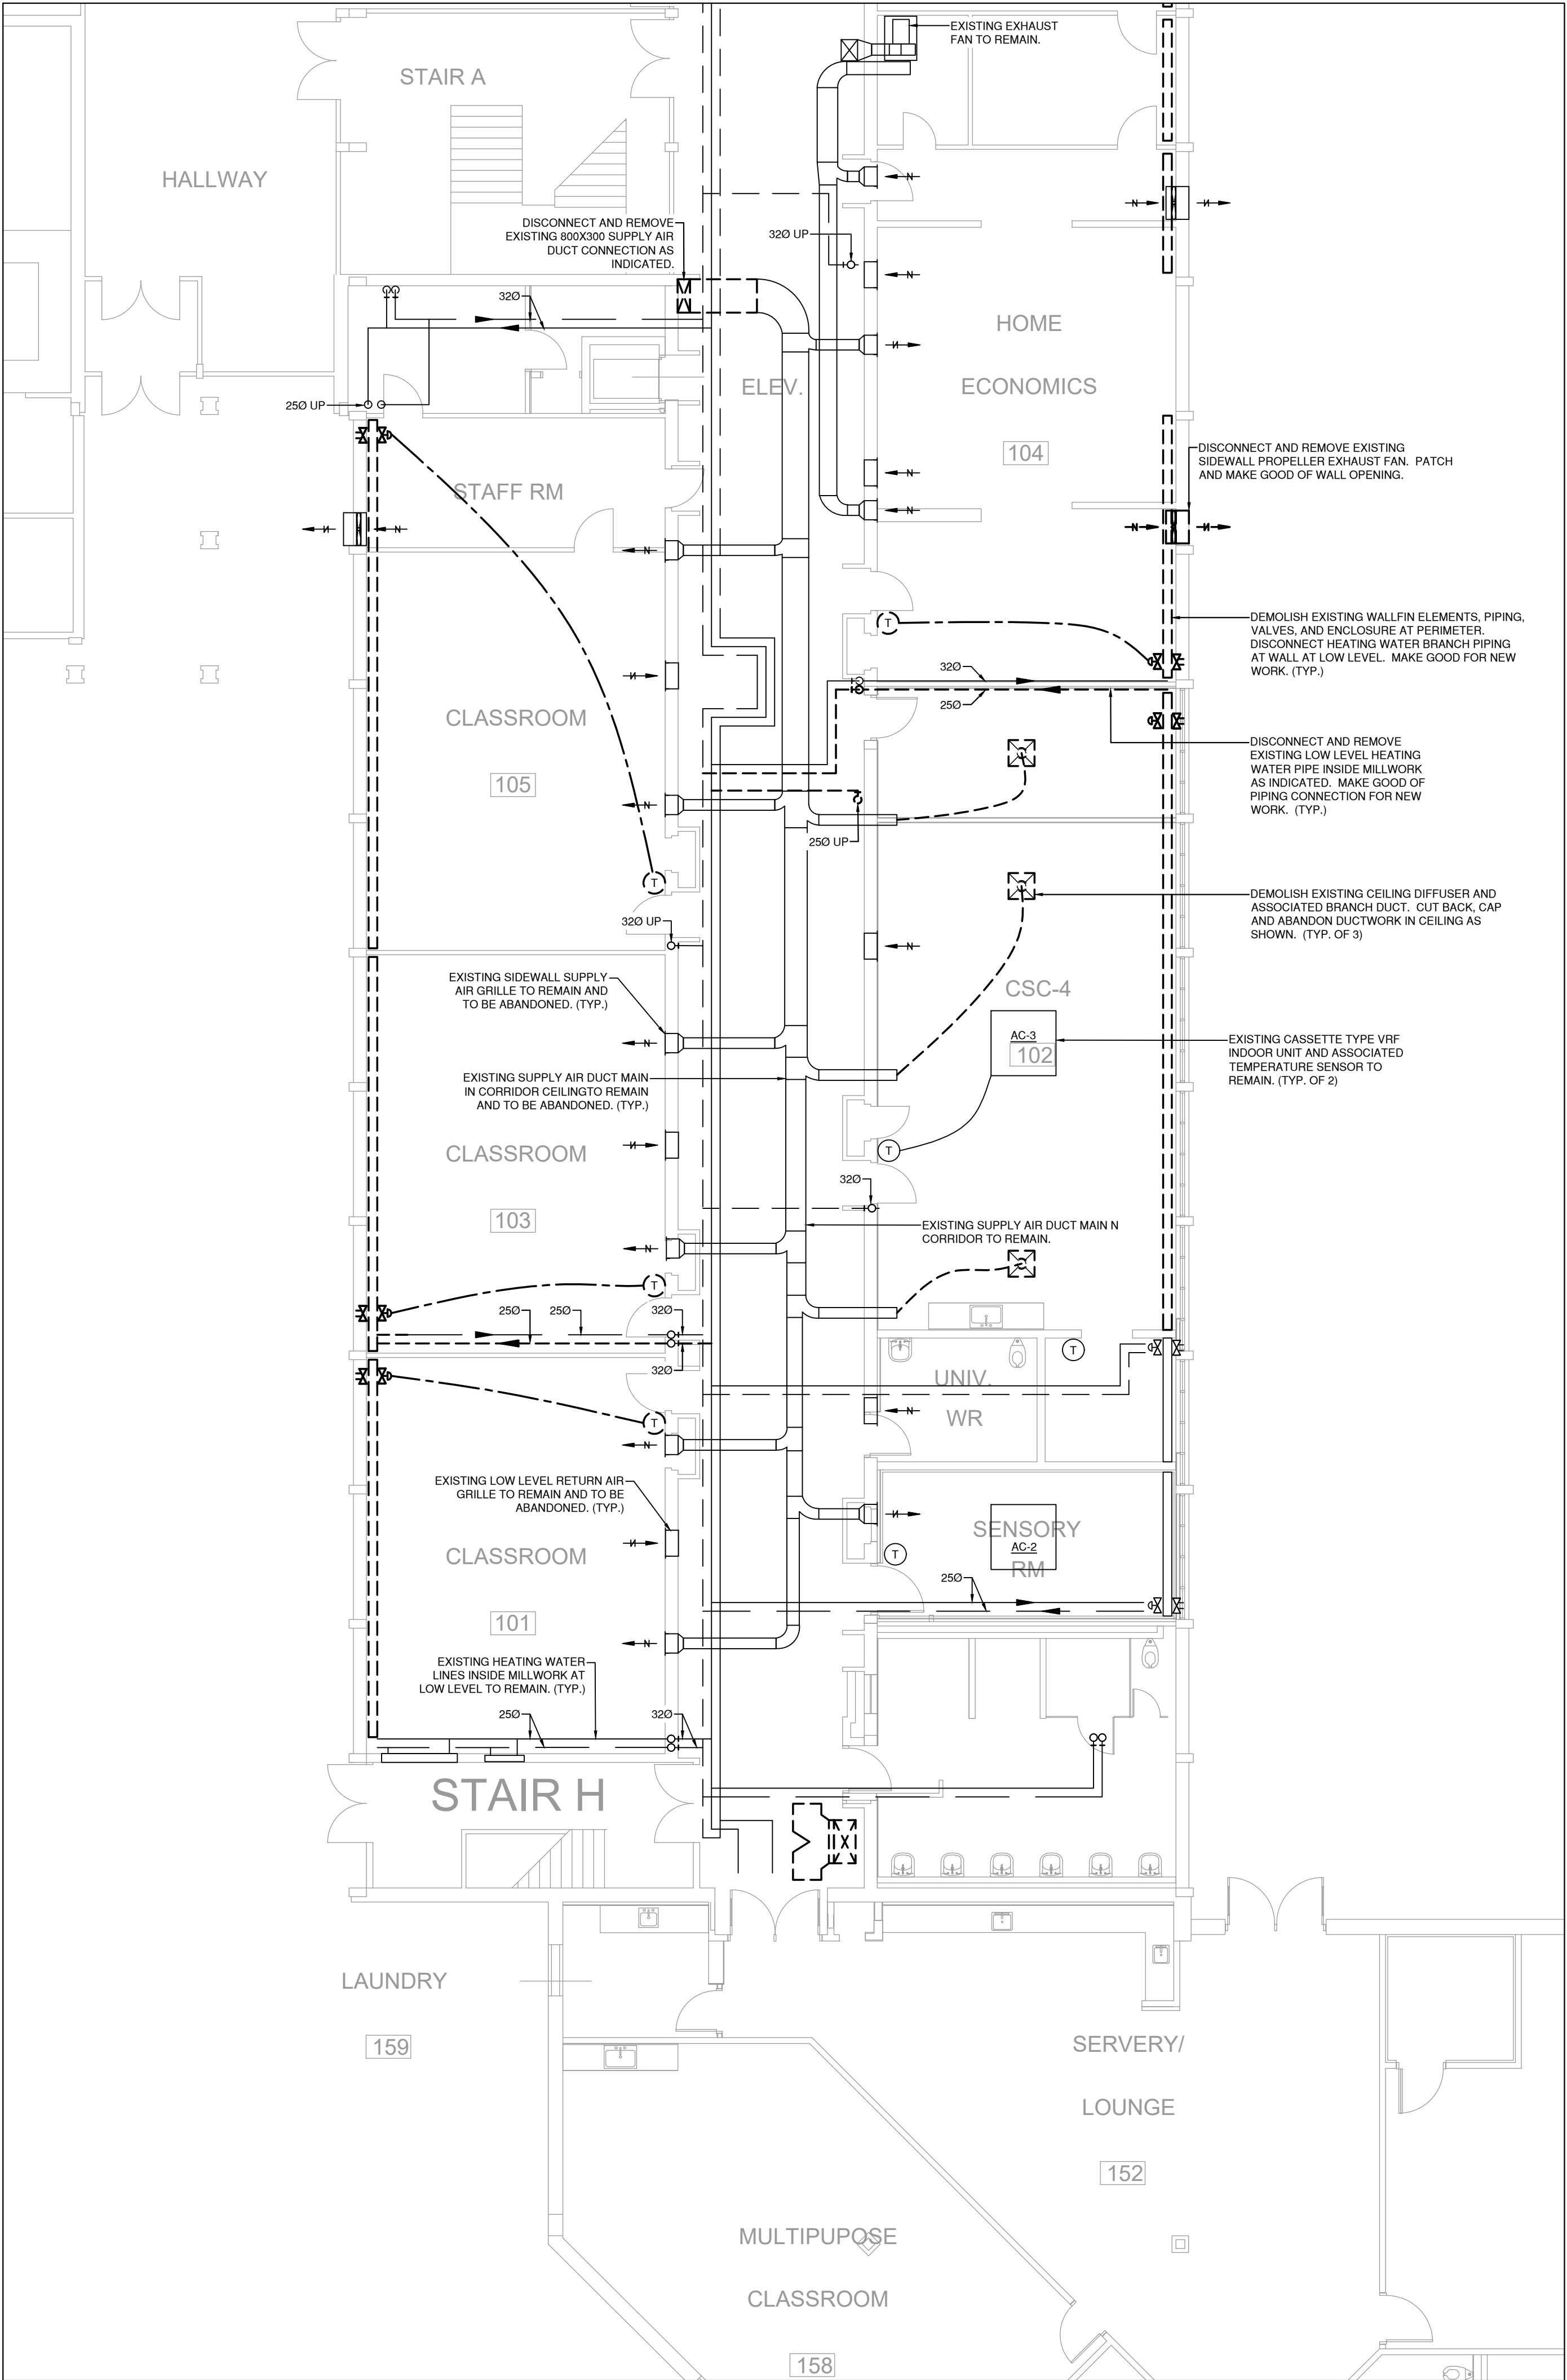 EXISTING EXHAUST
FAN TO REMAIN.
STAIR A
HALLWAY
DISCONNECT AND REMOVE
EXISTING 800X300 SUPPLY AIR
DUCT CONNECTION AS
INDICATED.
32Ø UP
32Ø
HOME
ECONOMICS
104
ELEV.
25Ø UP
DISCONNECT AND REMOVE EXISTING
SIDEWALL PROPELLER EXHAUST FAN. PATCH
AND MAKE GOOD OF WALL OPENING.
STAFF RM
DEMOLISH EXISTING WALLFIN ELEMENTS, PIPING,
VALVES, AND ENCLOSURE AT PERIMETER.
DISCONNECT HEATING WATER BRANCH PIPING
AT WALL AT LOW LEVEL. MAKE GOOD FOR NEW
WORK. (TYP.)
T
32Ø
25Ø
CLASSROOM
105
DISCONNECT AND REMOVE
EXISTING LOW LEVEL HEATING
WATER PIPE INSIDE MILLWORK
AS INDICATED. MAKE GOOD OF
PIPING CONNECTION FOR NEW
WORK. (TYP.)
25Ø UP
T
DEMOLISH EXISTING CEILING DIFFUSER AND
ASSOCIATED BRANCH DUCT. CUT BACK, CAP
AND ABANDON DUCTWORK IN CEILING AS
SHOWN. (TYP. OF 3)
32Ø UP
EXISTING SIDEWALL SUPPLY
AIR GRILLE TO REMAIN AND
TO BE ABANDONED. (TYP.)
CSC-4
AC-3
102
EXISTING CASSETTE TYPE VRF
INDOOR UNIT AND ASSOCIATED
TEMPERATURE SENSOR TO
REMAIN. (TYP. OF 2)
EXISTING SUPPLY AIR DUCT MAIN
IN CORRIDOR CEILINGTO REMAIN
AND TO BE ABANDONED. (TYP.)
CLASSROOM
103
T
32Ø
EXISTING SUPPLY AIR DUCT MAIN N
CORRIDOR TO REMAIN.
T
25Ø
25Ø
32Ø
32Ø
T
UNIV.
WR
T
EXISTING LOW LEVEL RETURN AIR
GRILLE TO REMAIN AND TO BE
ABANDONED. (TYP.)
CLASSROOM
101
SENSORY
AC-2
RM
T
25Ø
EXISTING HEATING WATER
LINES INSIDE MILLWORK AT
LOW LEVEL TO REMAIN. (TYP.)
25Ø
32Ø
STAIR H
LAUNDRY
159
SERVERY/
LOUNGE
152
MULTIPUPOSE
CLASSROOM
158